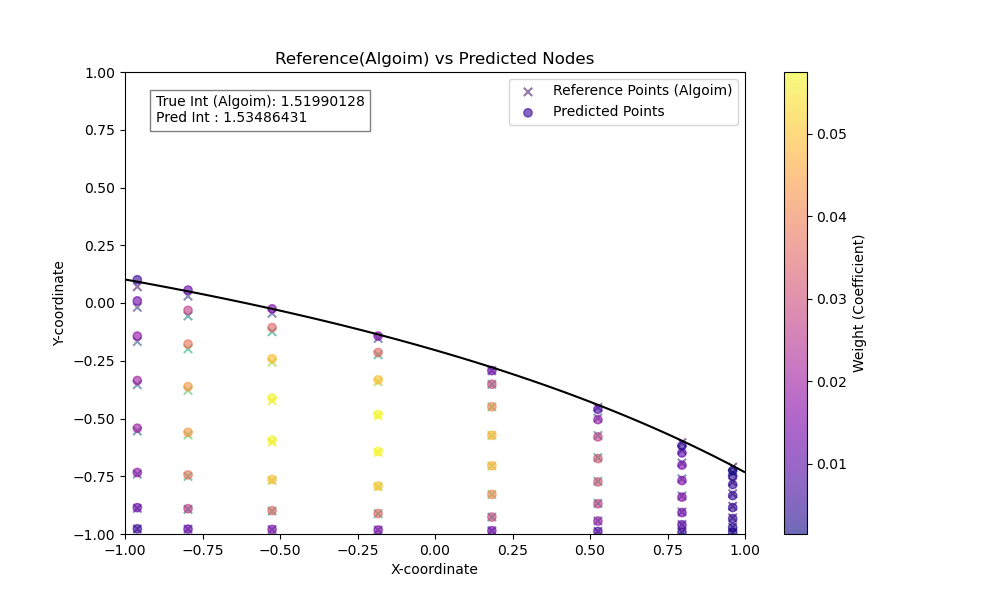 Reference(Algoim) vs Predicted Nodes
True Int (Algoim): 1.51990128
Pred Int : 1.53486431
Reference Points (Algoim)
Predicted Points
1.00
0.75
0.50
0.25
0.00
−0.25
−0.50
−0.75
−1.00
Y-coordinate
−1.00
−0.75
−0.50
−0.25
0.00
0.25
0.50
0.75
1.00
X-coordinate
0.05
0.04
0.03
0.02
0.01
Weight (Coefficient)